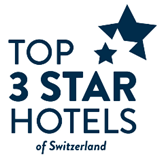 TOP
3 STAR
HOTELS
of Switzerland